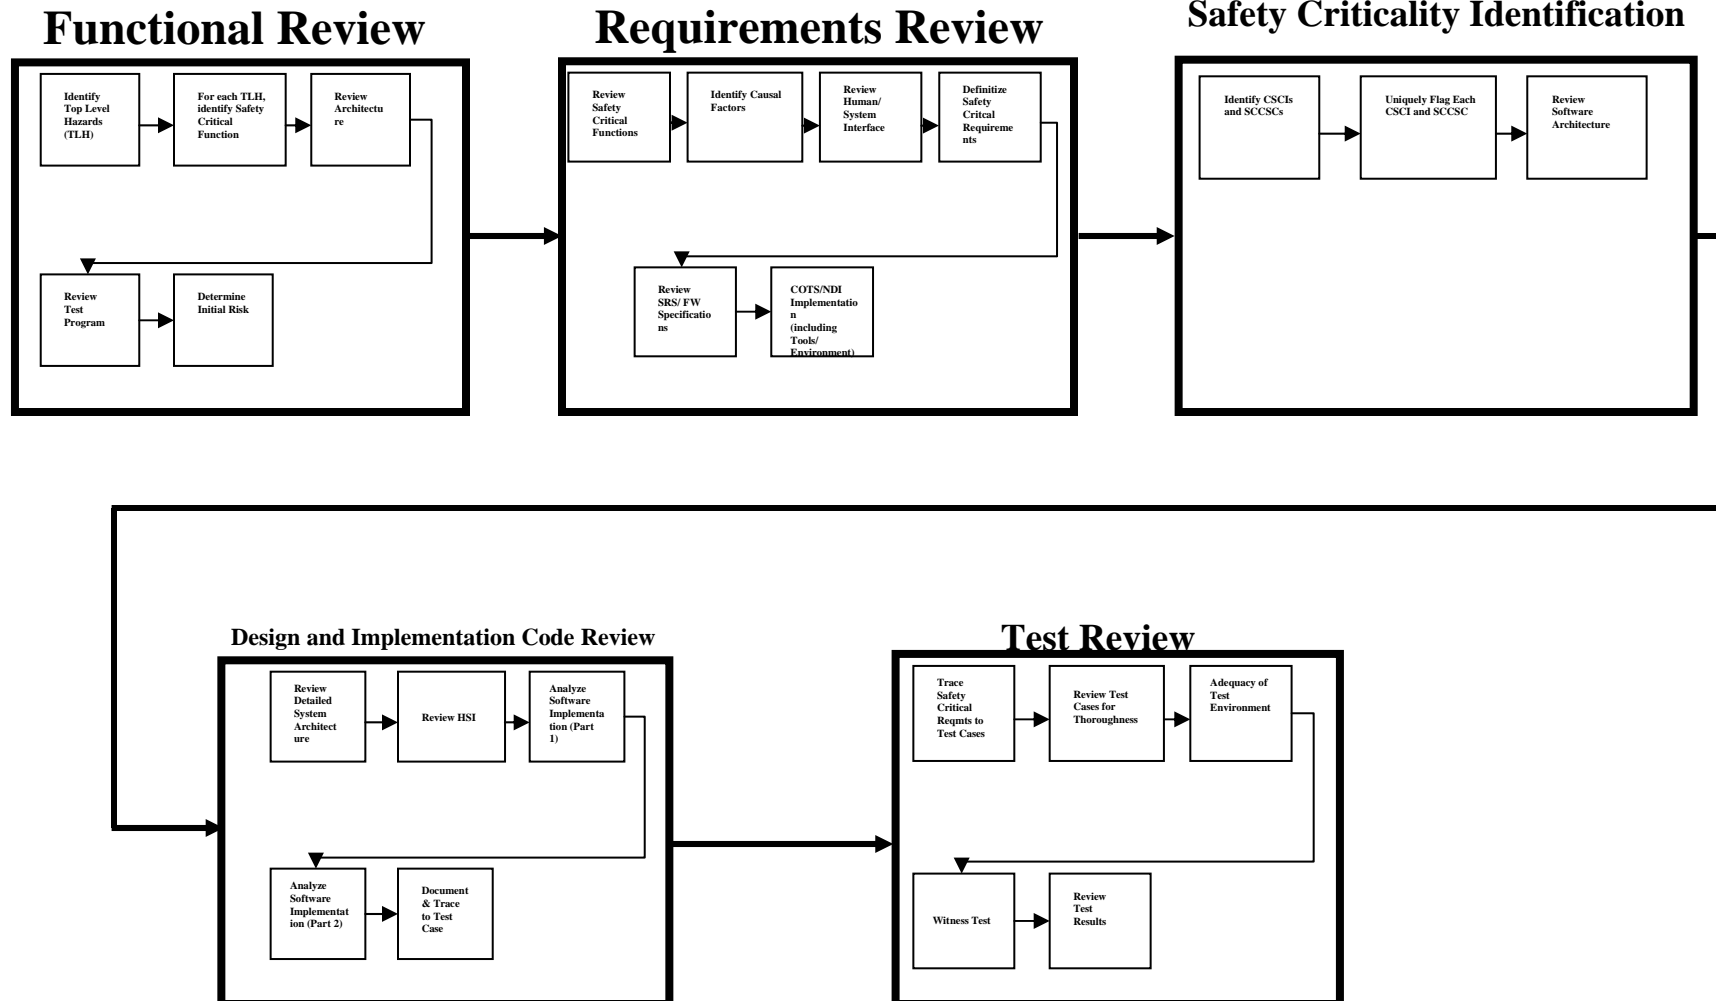 Functional Review
Identify
Top Level
Hazards
(TLH)
For each TLH,
identify Safety
Critical
Function
Review
Architectu
re
Review
Test
Program
Determine
Initial Risk
Requirements Review
Review
Safety
Critical
Functions
Identify Causal
Factors
Review
Human/
System
Interface
Definitize
Safety
Critcal
Requireme
nts
Review
SRS/ FW
Specificatio
ns
COTS/NDI
Implementatio
n
(including
Tools/
Environment)
Safety Criticality Identification
Identify CSCIs
and SCCSCs
Uniquely Flag Each
CSCI and SCCSC
Review
Software
Architecture
Design and Implementation Code Review
Review
Detailed
System
Architect
ure
Review HSI
Analyze
Software
Implementa
tion (Part
1)
Analyze
Software
Implementat
ion (Part 2)
Document
& Trace
to Test
Case
Test Review
Trace
Safety
Critical
Reqmts to
Test Cases
Review Test
Cases for
Thoroughness
Adequacy of
Test
Environment
Witness Test
Review
Test
Results